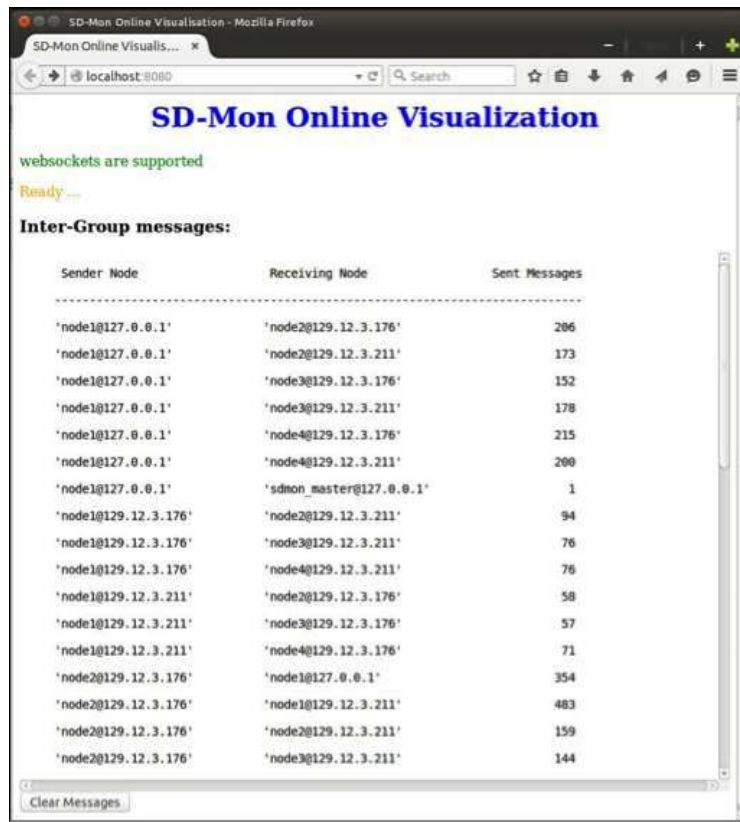 SD-Mon Online Visualisation - Mozilla Firefox
SD-Mon Online Visualis... ×
localhost:8080 Search
SD-Mon Online Visualization
websockets are supported
Ready ...
Inter-Group messages:
Sender Node Receiving Node Sent Messages
--------------------------------------------------------------------------------
'node1@127.0.0.1' 'node2@129.12.3.176' 206
'node1@127.0.0.1' 'node2@129.12.3.211' 173
'node1@127.0.0.1' 'node3@129.12.3.176' 152
'node1@127.0.0.1' 'node3@129.12.3.211' 178
'node1@127.0.0.1' 'node4@129.12.3.176' 215
'node1@127.0.0.1' 'node4@129.12.3.211' 200
'node1@127.0.0.1' 'sdmon_master@127.0.0.1' 1
'node1@129.12.3.176' 'node2@129.12.3.211' 94
'node1@129.12.3.176' 'node3@129.12.3.211' 76
'node1@129.12.3.176' 'node4@129.12.3.211' 76
'node1@129.12.3.211' 'node2@129.12.3.176' 58
'node1@129.12.3.211' 'node3@129.12.3.176' 57
'node1@129.12.3.211' 'node4@129.12.3.176' 71
'node2@129.12.3.176' 'node1@127.0.0.1' 354
'node2@129.12.3.176' 'node1@129.12.3.211' 483
'node2@129.12.3.176' 'node2@129.12.3.211' 159
'node2@129.12.3.176' 'node3@129.12.3.211' 144
Clear Messages